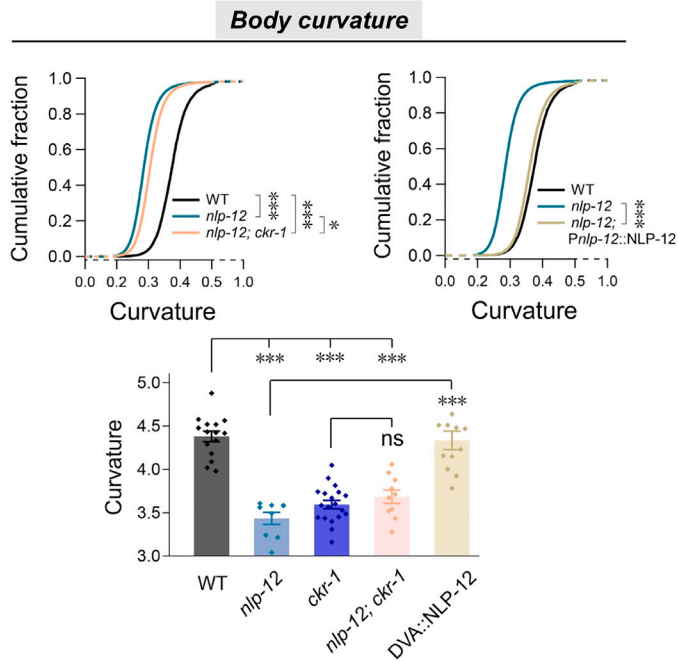 Body curvature
Cumulative fraction
1.0
0.8
0.6
0.4
0.2
0.0
WT
nlp-12
nlp-12; ckr-1
***
***
*
0.0 0.2 0.3 0.4 0.5 1.0
Curvature
Cumulative fraction
1.0
0.8
0.6
0.4
0.2
0.0
WT
nlp-12
nlp-12;
Pnlp-12::NLP-12
***
0.0 0.2 0.3 0.4 0.5 1.0
Curvature
*** *** ***
***
ns
Curvature
5.0
4.5
4.0
3.5
3.0
WT
nlp-12
ckr-1
nlp-12; ckr-1
DVA::NLP-12